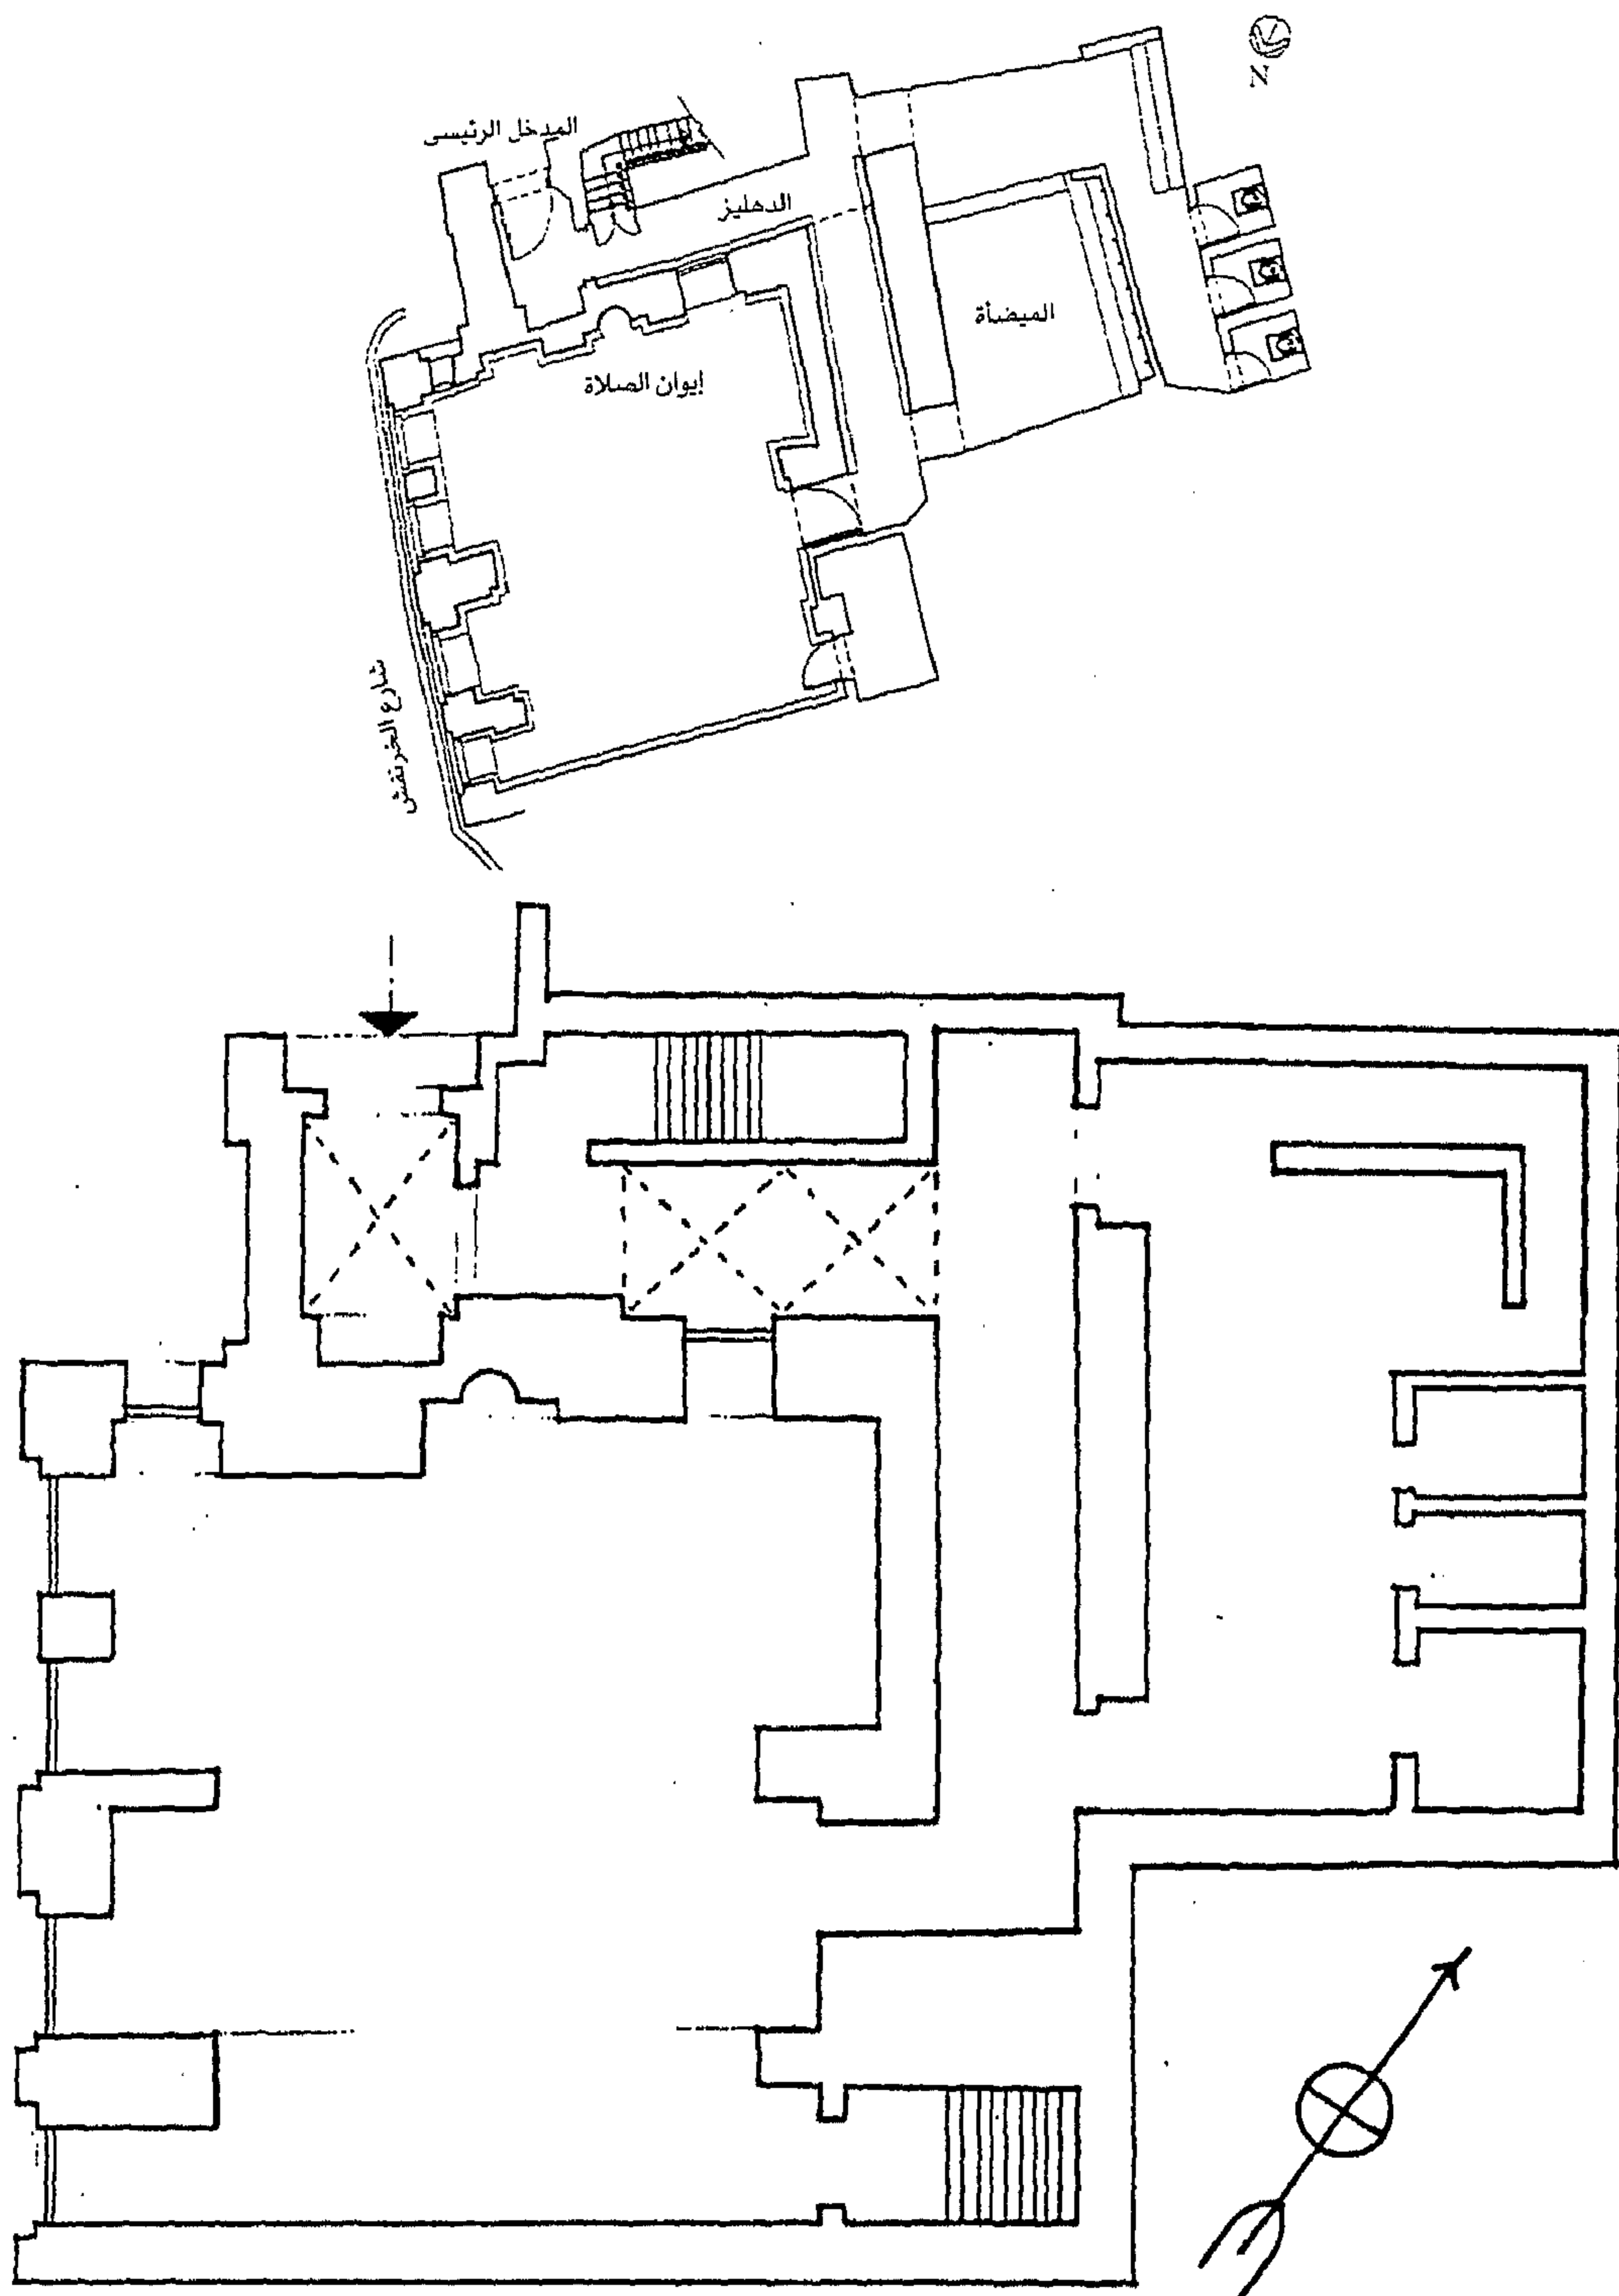 N
المدخل الرئيسى
الدهليز
الميضأة
إيوان الصلاة
شارع الخرنفش